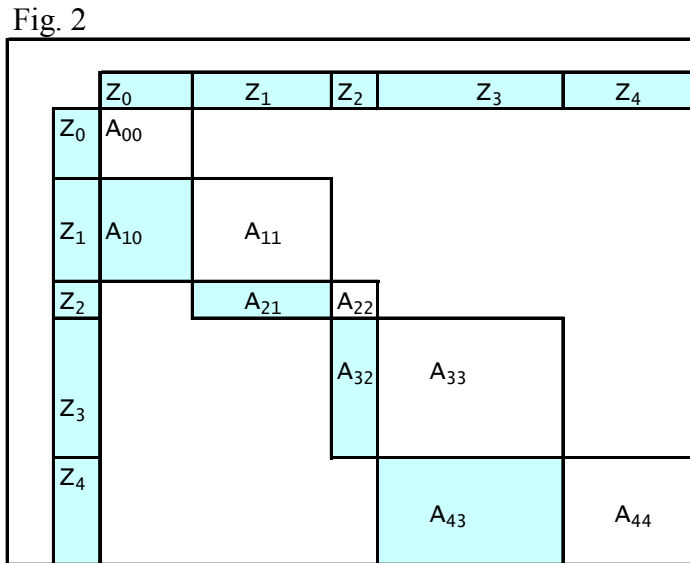 Fig. 2
Z₀ Z₁ Z₂ Z₃ Z₄
Z₀ A₀₀
Z₁ A₁₀ A₁₁
Z₂ A₂₁ A₂₂
Z₃ A₃₂ A₃₃
Z₄ A₄₃ A₄₄